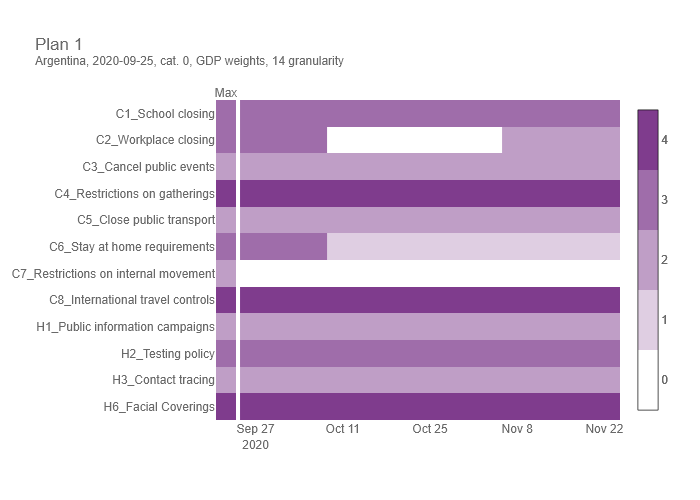 Plan 1
Argentina, 2020-09-25, cat. 0, GDP weights, 14 granularity
Max
C1_School closing
C2_Workplace closing
C3_Cancel public events
C4_Restrictions on gatherings
C5_Close public transport
C6_Stay at home requirements
C7_Restrictions on internal movement
C8_International travel controls
H1_Public information campaigns
H2_Testing policy
H3_Contact tracing
H6_Facial Coverings
Sep 27
2020
Oct 11
Oct 25
Nov 8
Nov 22
4
3
2
1
0